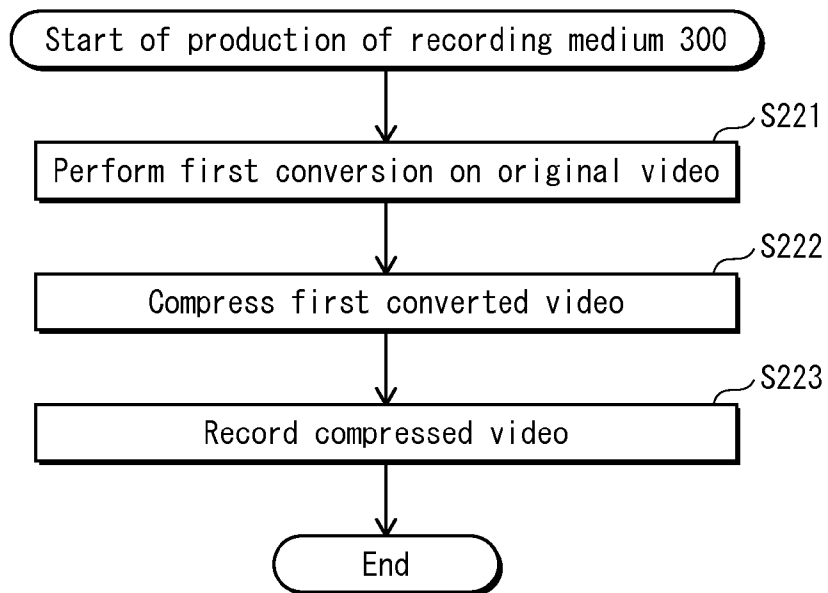 Start of production of recording medium 300
S221
Perform first conversion on original video
S222
Compress first converted video
S223
Record compressed video
End